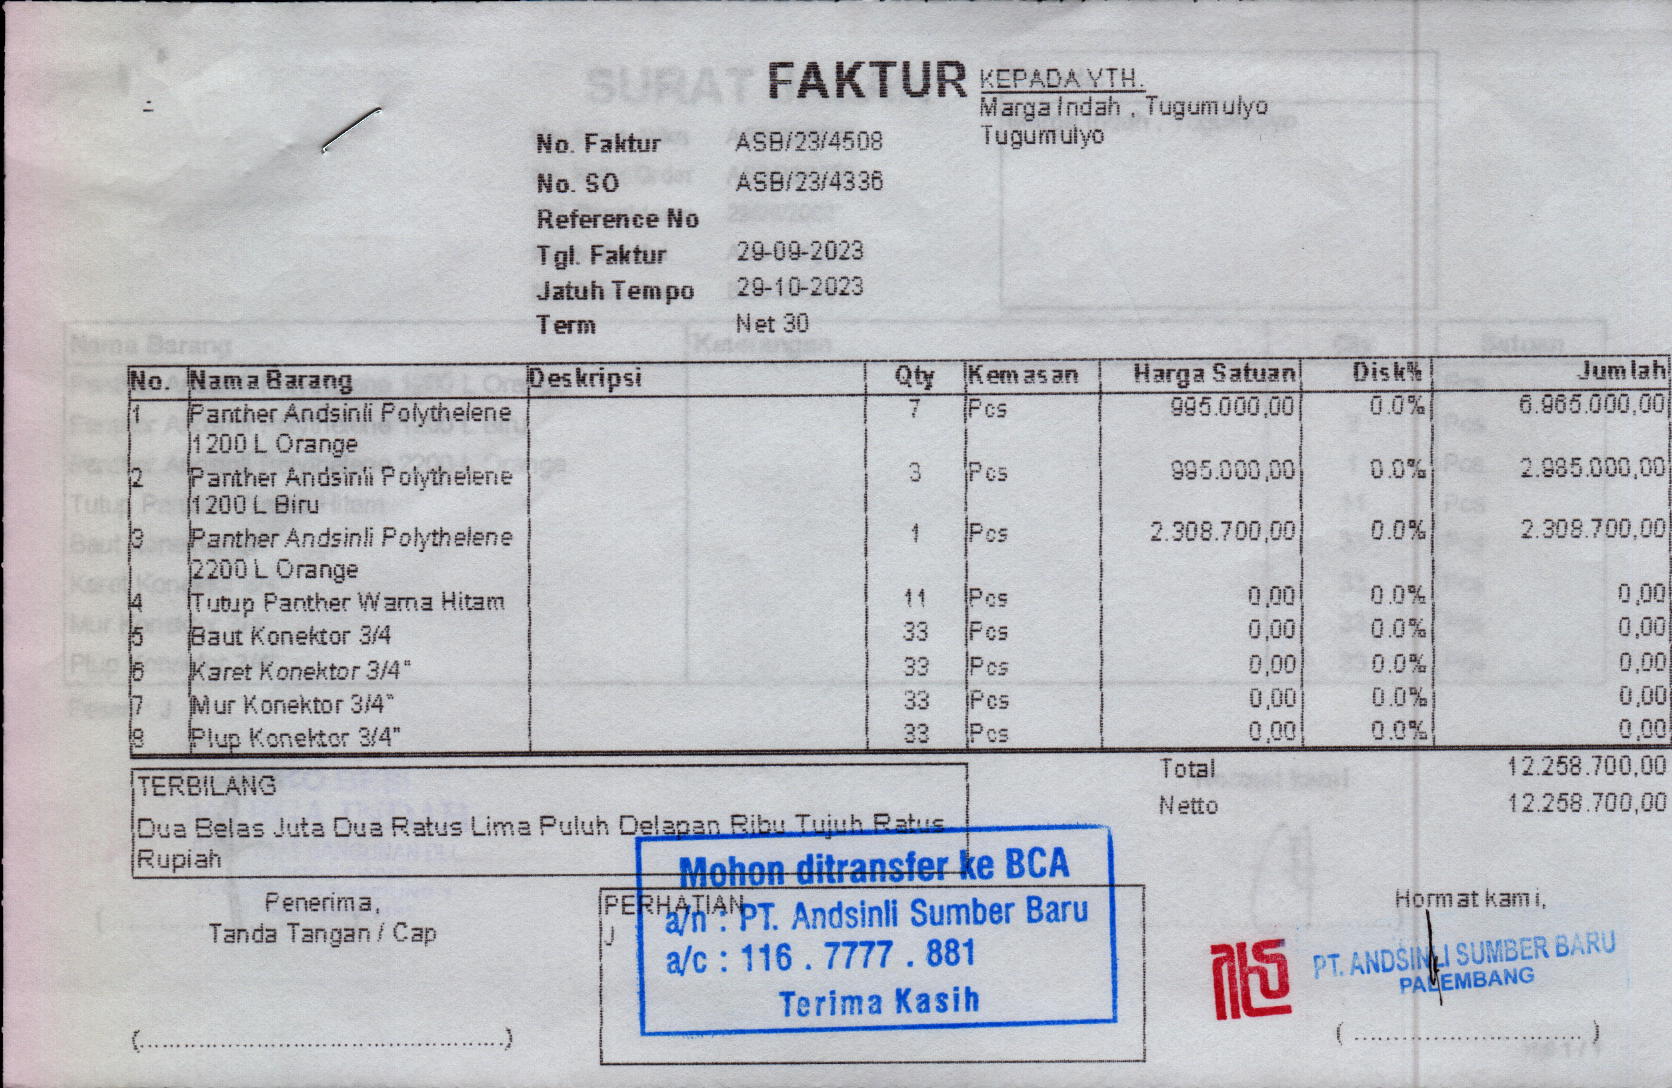 FAKTUR
KEPADA YTH.
Marga Indah , Tugumulyo
Tugumulyo
No. Faktur ASB/23/4508
No. SO ASB/23/4336
Reference No
Tgl. Faktur 29-09-2023
Jatuh Tempo 29-10-2023
Term Net 30
No. Nama Barang Deskripsi Qty Kemasan Harga Satuan Disk% Jumlah
1 Panther Andsinli Polythelene 7 Pcs 995.000,00 0.0% 6.965.000,00
1200 L Orange
2 Panther Andsinli Polythelene 3 Pcs 995.000,00 0.0% 2.985.000,00
1200 L Biru
3 Panther Andsinli Polythelene 1 Pcs 2.308.700,00 0.0% 2.308.700,00
2200 L Orange
4 Tutup Panther Warna Hitam 11 Pcs 0,00 0.0% 0,00
5 Baut Konektor 3/4 33 Pcs 0,00 0.0% 0,00
6 Karet Konektor 3/4" 33 Pcs 0,00 0.0% 0,00
7 Mur Konektor 3/4" 33 Pcs 0,00 0.0% 0,00
8 Plup Konektor 3/4" 33 Pcs 0,00 0.0% 0,00
Total 12.258.700,00
Netto 12.258.700,00
TERBILANG
Dua Belas Juta Dua Ratus Lima Puluh Delapan Ribu Tujuh Ratus
Rupiah
Penerima,
Tanda Tangan / Cap
(................................................)
PERHATIAN
J
Mohon ditransfer ke BCA
a/n : PT. Andsinli Sumber Baru
a/c : 116 . 7777 . 881
Terima Kasih
Hormat kami,
PT. ANDSINLI SUMBER BARU
PALEMBANG
( .............................. )